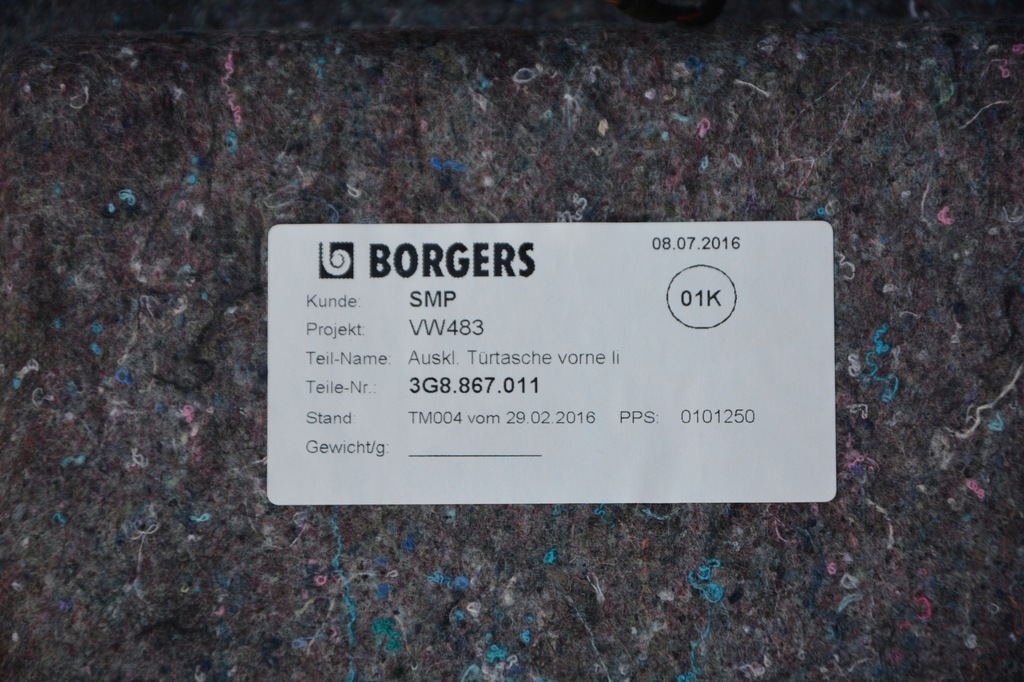 BORGERS 08.07.2016
Kunde: SMP 01K
Projekt: VW483
Teil-Name: Auskl. Türtasche vorne li
Teile-Nr.: 3G8.867.011
Stand: TM004 vom 29.02.2016 PPS: 0101250
Gewicht/g: